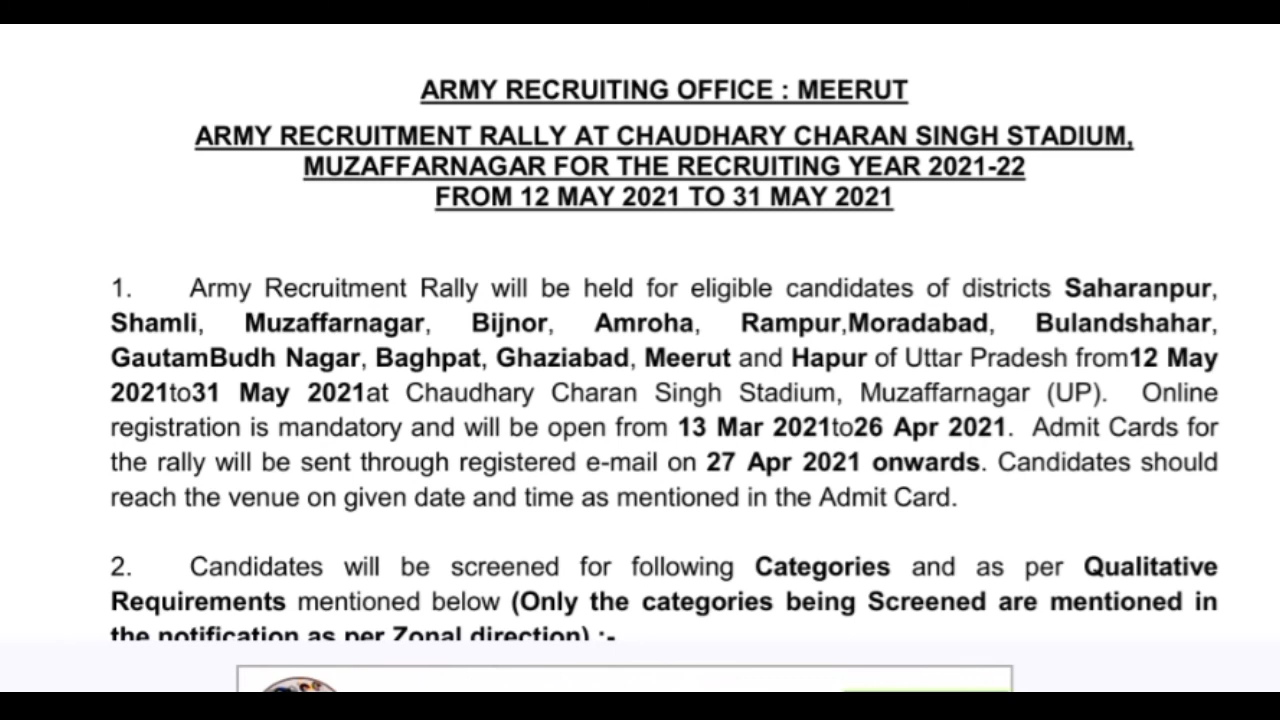 ARMY RECRUITING OFFICE : MEERUT
ARMY RECRUITMENT RALLY AT CHAUDHARY CHARAN SINGH STADIUM,
MUZAFFARNAGAR FOR THE RECRUITING YEAR 2021-22
FROM 12 MAY 2021 TO 31 MAY 2021
1. Army Recruitment Rally will be held for eligible candidates of districts Saharanpur,
Shamli, Muzaffarnagar, Bijnor, Amroha, Rampur,Moradabad, Bulandshahar,
GautamBudh Nagar, Baghpat, Ghaziabad, Meerut and Hapur of Uttar Pradesh from12 May
2021to31 May 2021at Chaudhary Charan Singh Stadium, Muzaffarnagar (UP). Online
registration is mandatory and will be open from 13 Mar 2021to26 Apr 2021. Admit Cards for
the rally will be sent through registered e-mail on 27 Apr 2021 onwards. Candidates should
reach the venue on given date and time as mentioned in the Admit Card.
2. Candidates will be screened for following Categories and as per Qualitative
Requirements mentioned below (Only the categories being Screened are mentioned in
the notification as per Zonal direction) :-